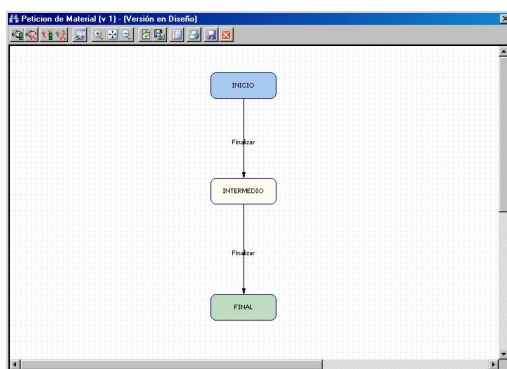 Peticion de Material (v 1) - (Versión en Diseño)
INICIO
Finalizar
INTERMEDIO
Finalizar
FINAL